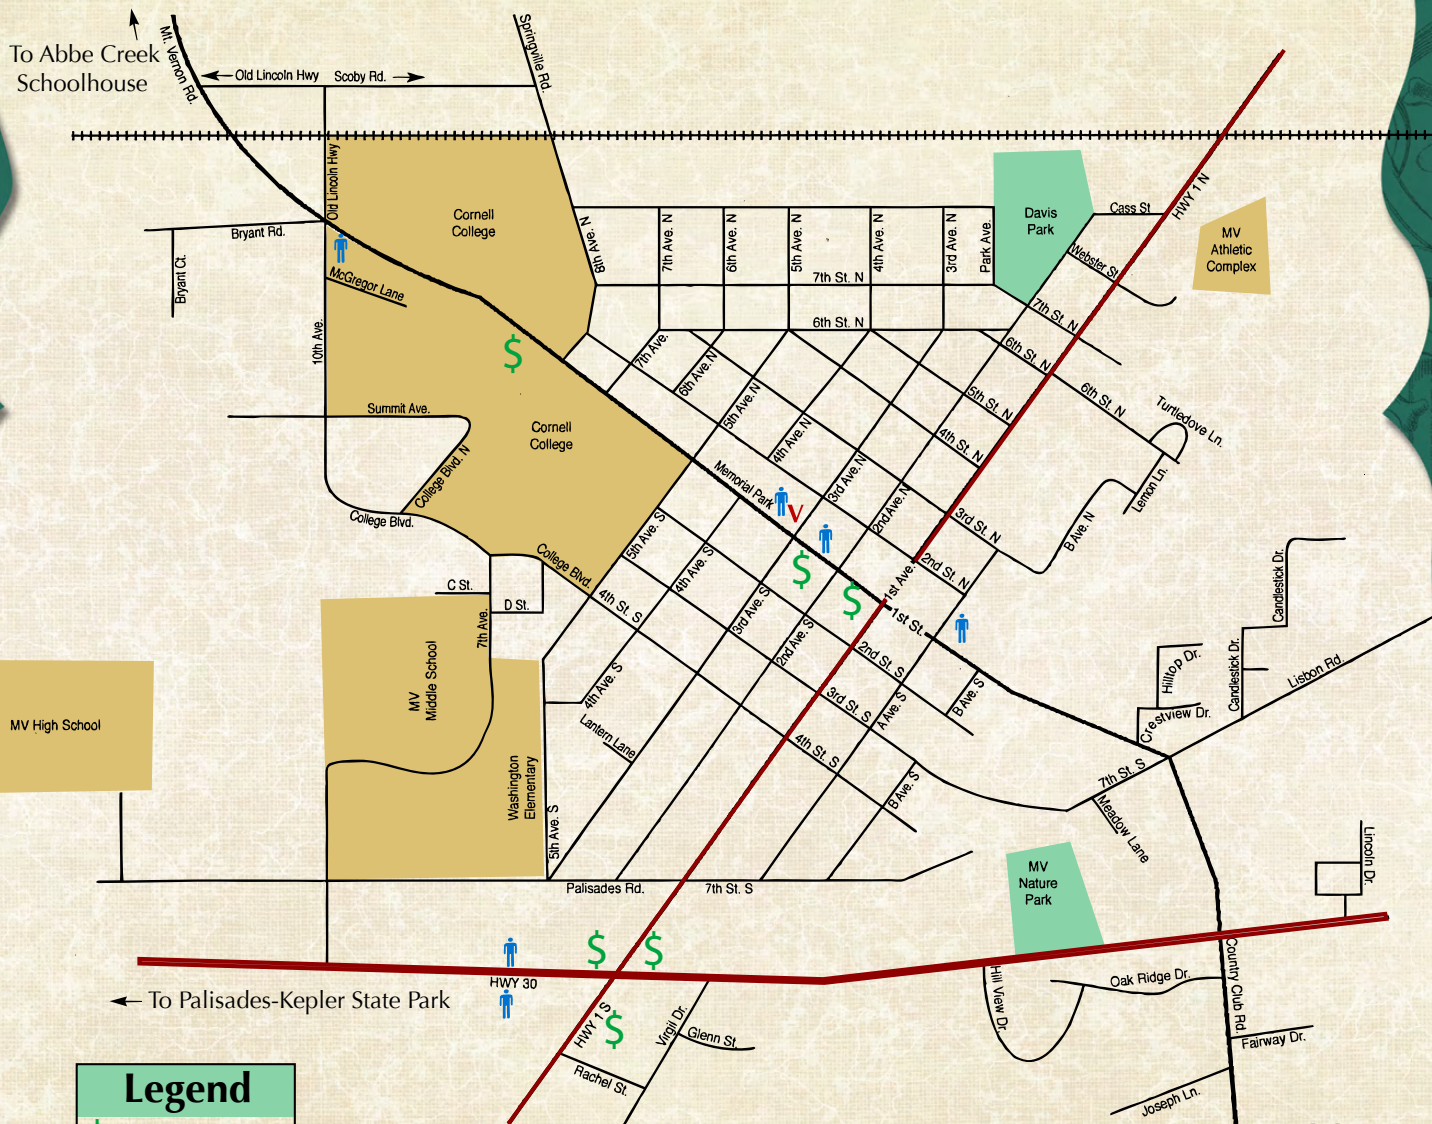 To Abbe Creek
Schoolhouse
Mt. Vernon Rd.
Old Lincoln Hwy
Scoby Rd.
Springville Rd.
Old Lincoln Hwy
Bryant Rd.
Bryant Ct.
McGregor Lane
10th Ave.
Cornell
College
8th Ave. N
7th Ave. N
6th Ave. N
5th Ave. N
4th Ave. N
3rd Ave. N
Park Ave.
Davis
Park
Cass St
HWY 1 N
MV
Athletic
Complex
Webster St
7th St. N
7th St. N
6th St. N
6th St. N
6th St. N
7th Ave.
6th Ave. N
5th Ave. N
4th Ave. N
3rd Ave. N
2nd Ave. N
5th St. N
4th St. N
3rd St. N
2nd St. N
Turtledove Ln.
Lemon Ln.
B Ave. N
Summit Ave.
College Blvd. N
College Blvd.
Cornell
College
$
Memorial Park
V
$
$
1st Ave.
1st St.
College Blvd.
C St.
D St.
7th Ave.
5th Ave. S
4th Ave. S
3rd Ave. S
2nd Ave. S
4th St. S
2nd St. S
3rd St. S
4th St. S
A Ave. S
B Ave. S
B Ave. S
4th Ave. S
Lantern Lane
5th Ave. S
MV
Middle School
MV High School
Washington
Elementary
Candlestick Dr.
Candlestick Dr.
Hilltop Dr.
Crestview Dr.
Lisbon Rd.
7th St. S
Meadow Lane
Lincoln Dr.
MV
Nature
Park
Palisades Rd.
7th St. S
$
$
HWY 30
To Palisades-Kepler State Park
HWY 1 S
$
Virgil Dr.
Glenn St.
Rachel St.
Hill View Dr.
Oak Ridge Dr.
Country Club Rd.
Fairway Dr.
Joseph Ln.
Legend